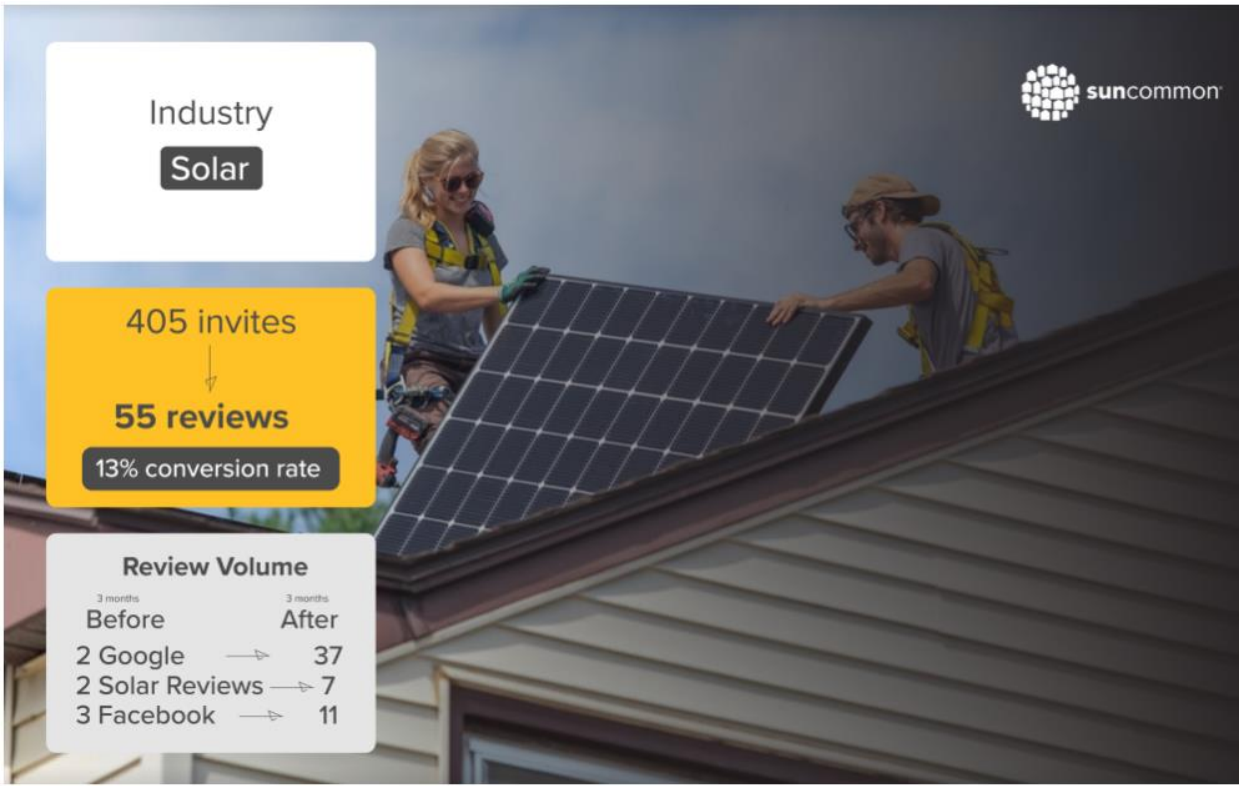 Industry
Solar
suncommon
405 invites
55 reviews
13% conversion rate
Review Volume
3 months 3 months
Before After
2 Google 37
2 Solar Reviews 7
3 Facebook 11